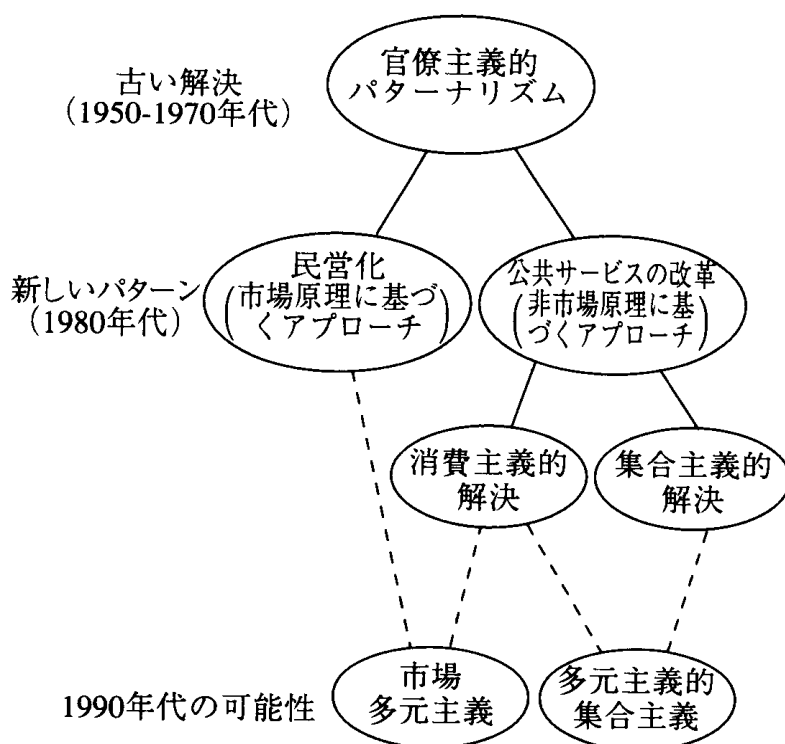 古い解決
(1950-1970年代)
官僚主義的
パターナリズム
新しいパターン
(1980年代)
民営化
(市場原理に基づ
くアプローチ)
公共サービスの改革
(非市場原理に基
づくアプローチ)
消費主義的
解決
集合主義的
解決
1990年代の可能性
市場
多元主義
多元主義的
集合主義